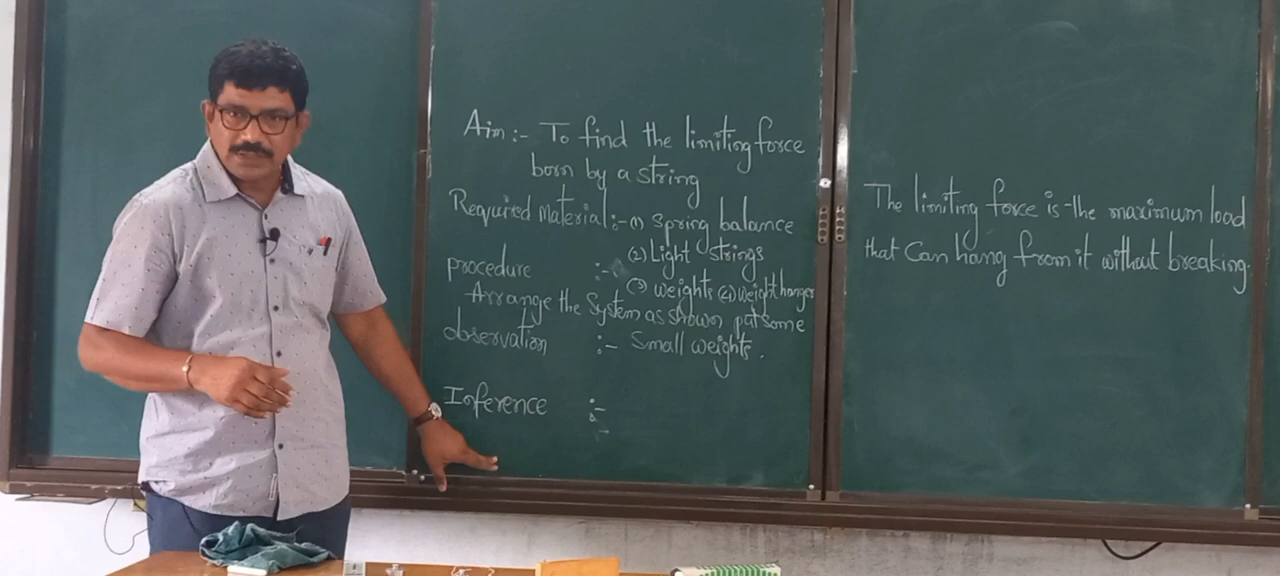 Aim :- To find the limiting force
born by a string
Required Material :- (1) Spring balance
(2) Light strings
procedure :- (3) weights (4) weight hanger
Arrange the System as shown put some
observation :- Small weights.
Inference :-
The limiting force is the maximum load
that Can hang from it without breaking.